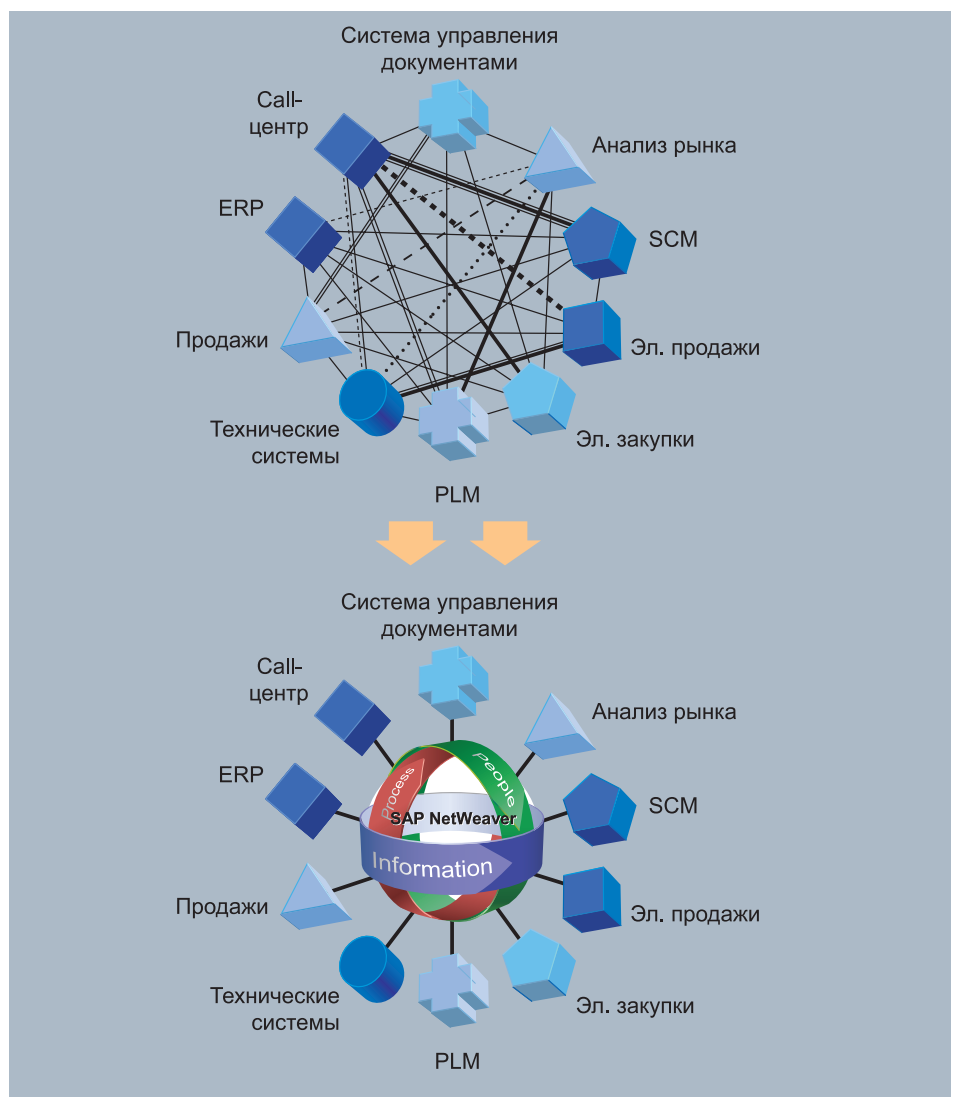 Система управления
документами
Call-
центр
Анализ рынка
ERP
SCM
Продажи
Эл. продажи
Технические
системы
Эл. закупки
PLM
Система управления
документами
Call-
центр
Анализ рынка
ERP
Process
People
SCM
SAP NetWeaver
Information
Продажи
Эл. продажи
Технические
системы
Эл. закупки
PLM